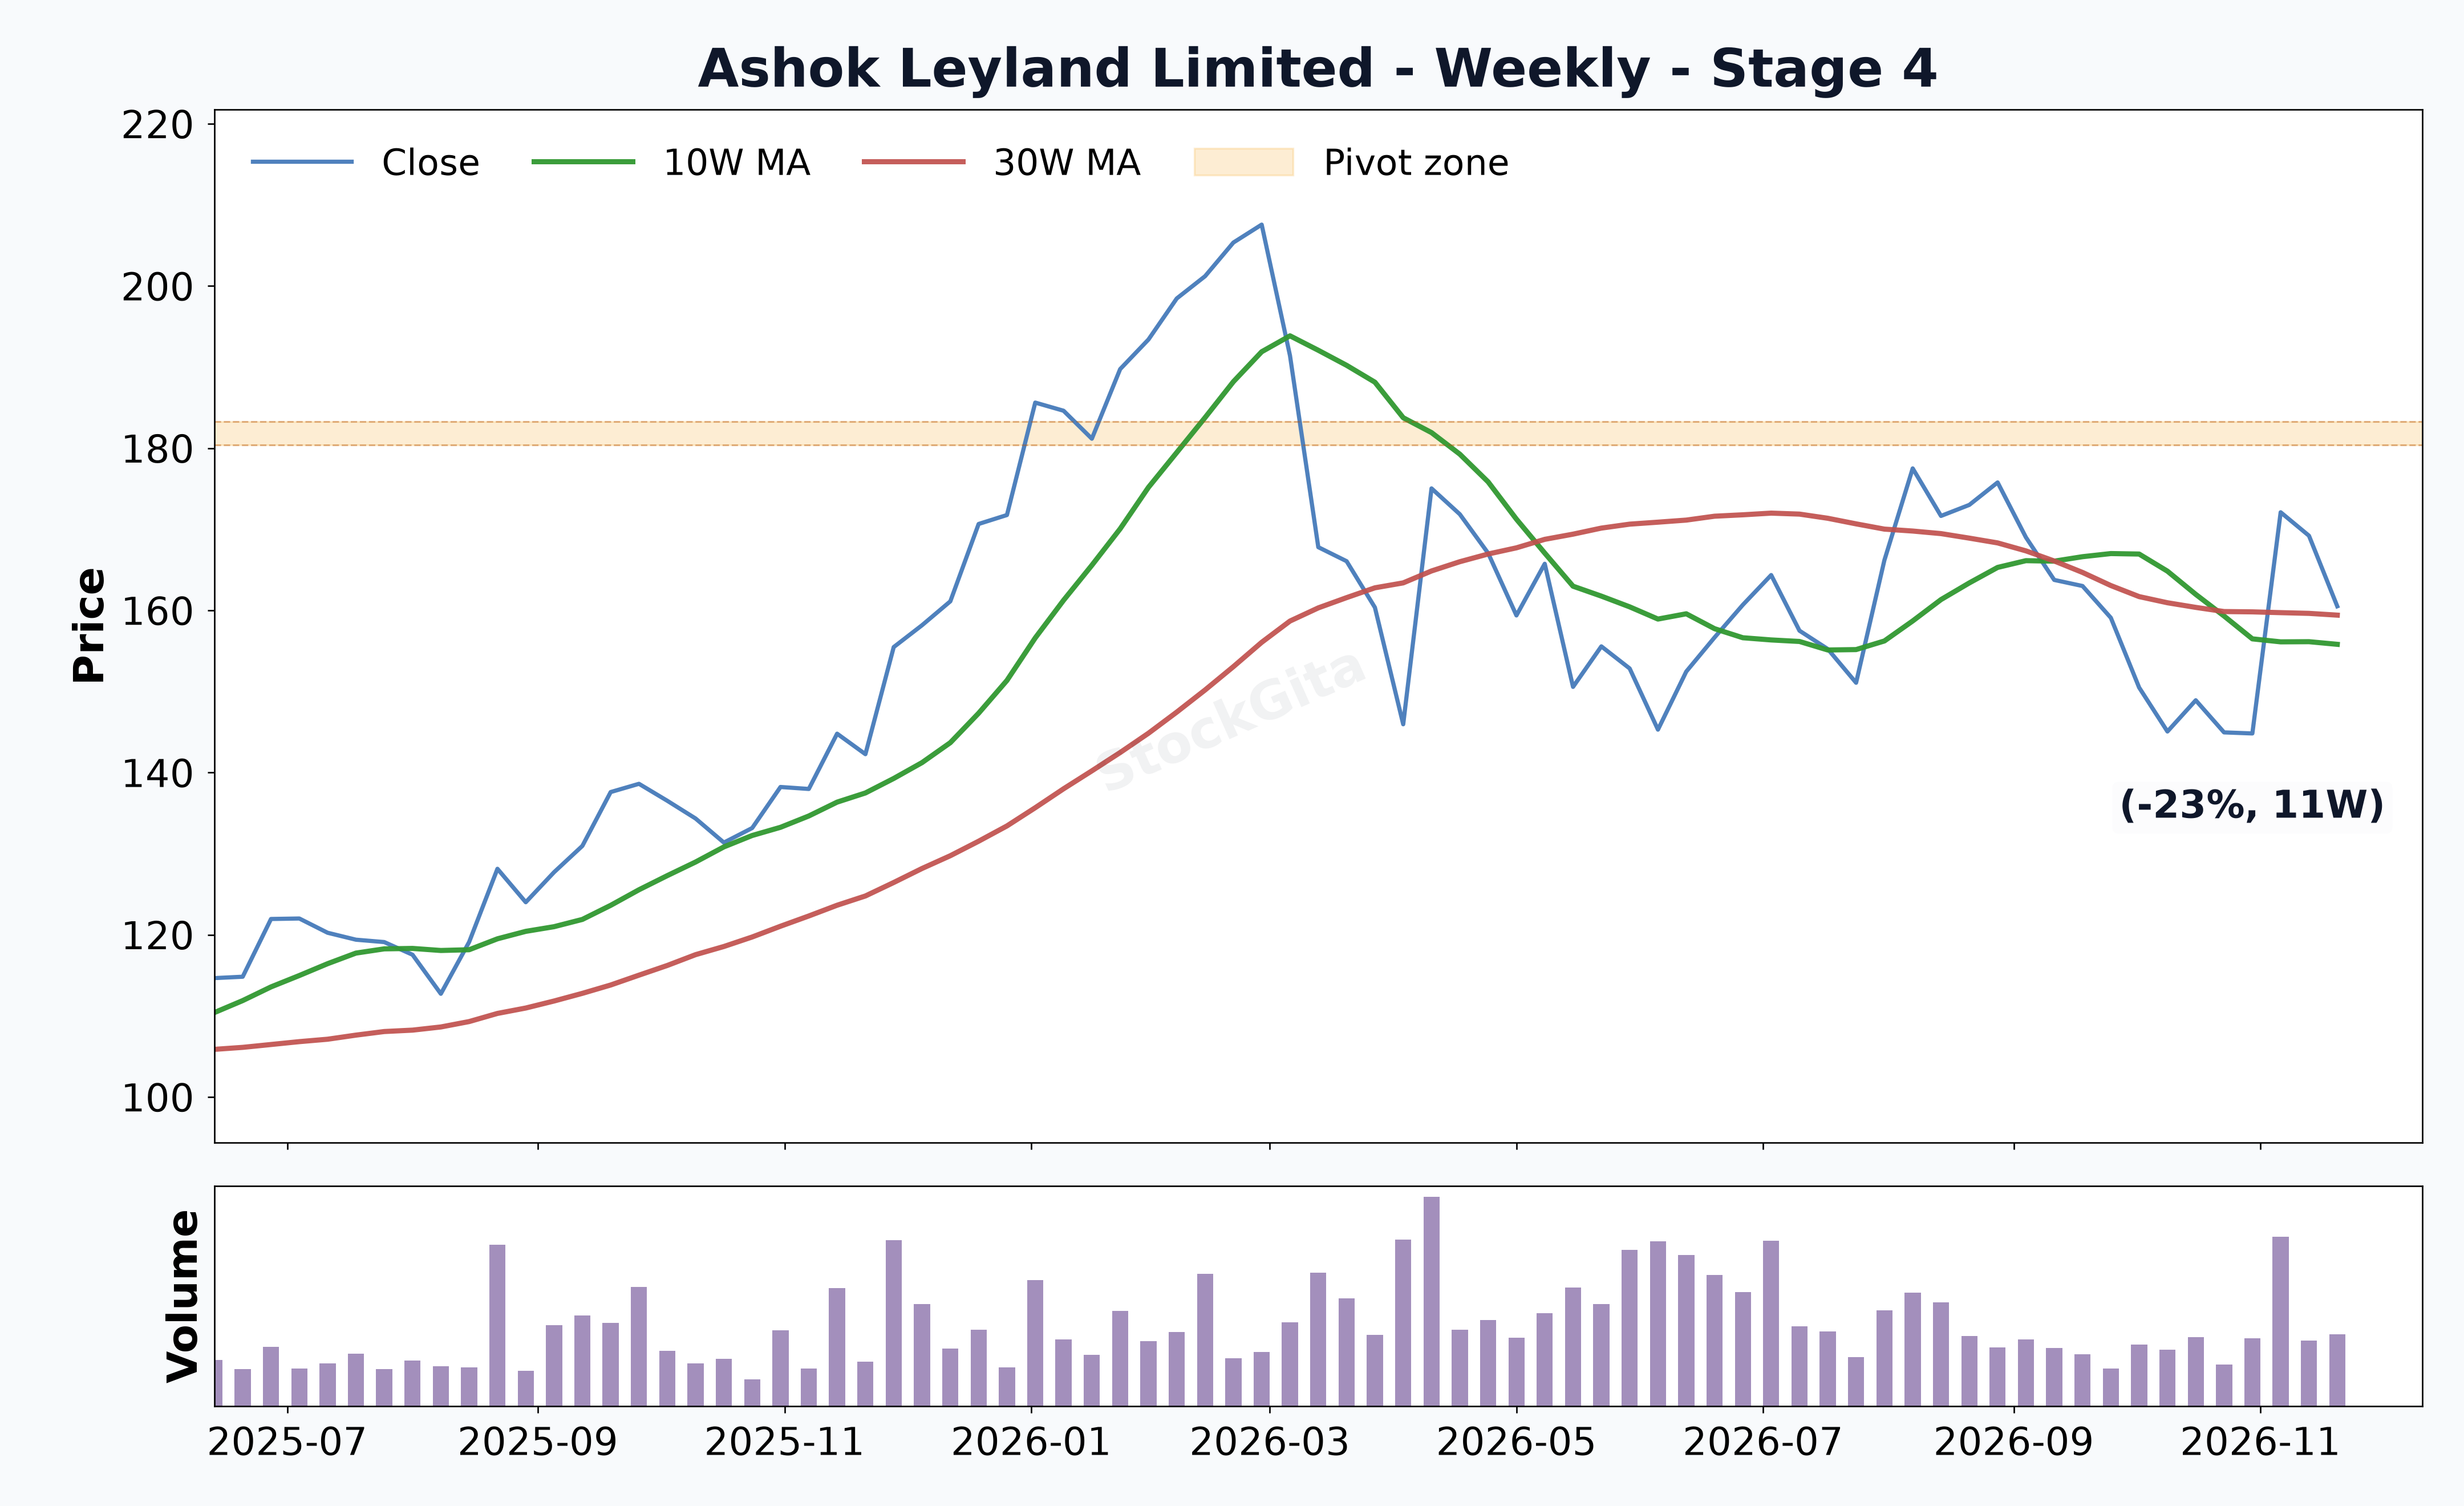 Ashok Leyland Limited - Weekly - Stage 4
Close 10W MA 30W MA Pivot zone
220
200
180
160
140
120
100
Price
StockGita
(-23%, 11W)
Volume
2025-07 2025-09 2025-11 2026-01 2026-03 2026-05 2026-07 2026-09 2026-11